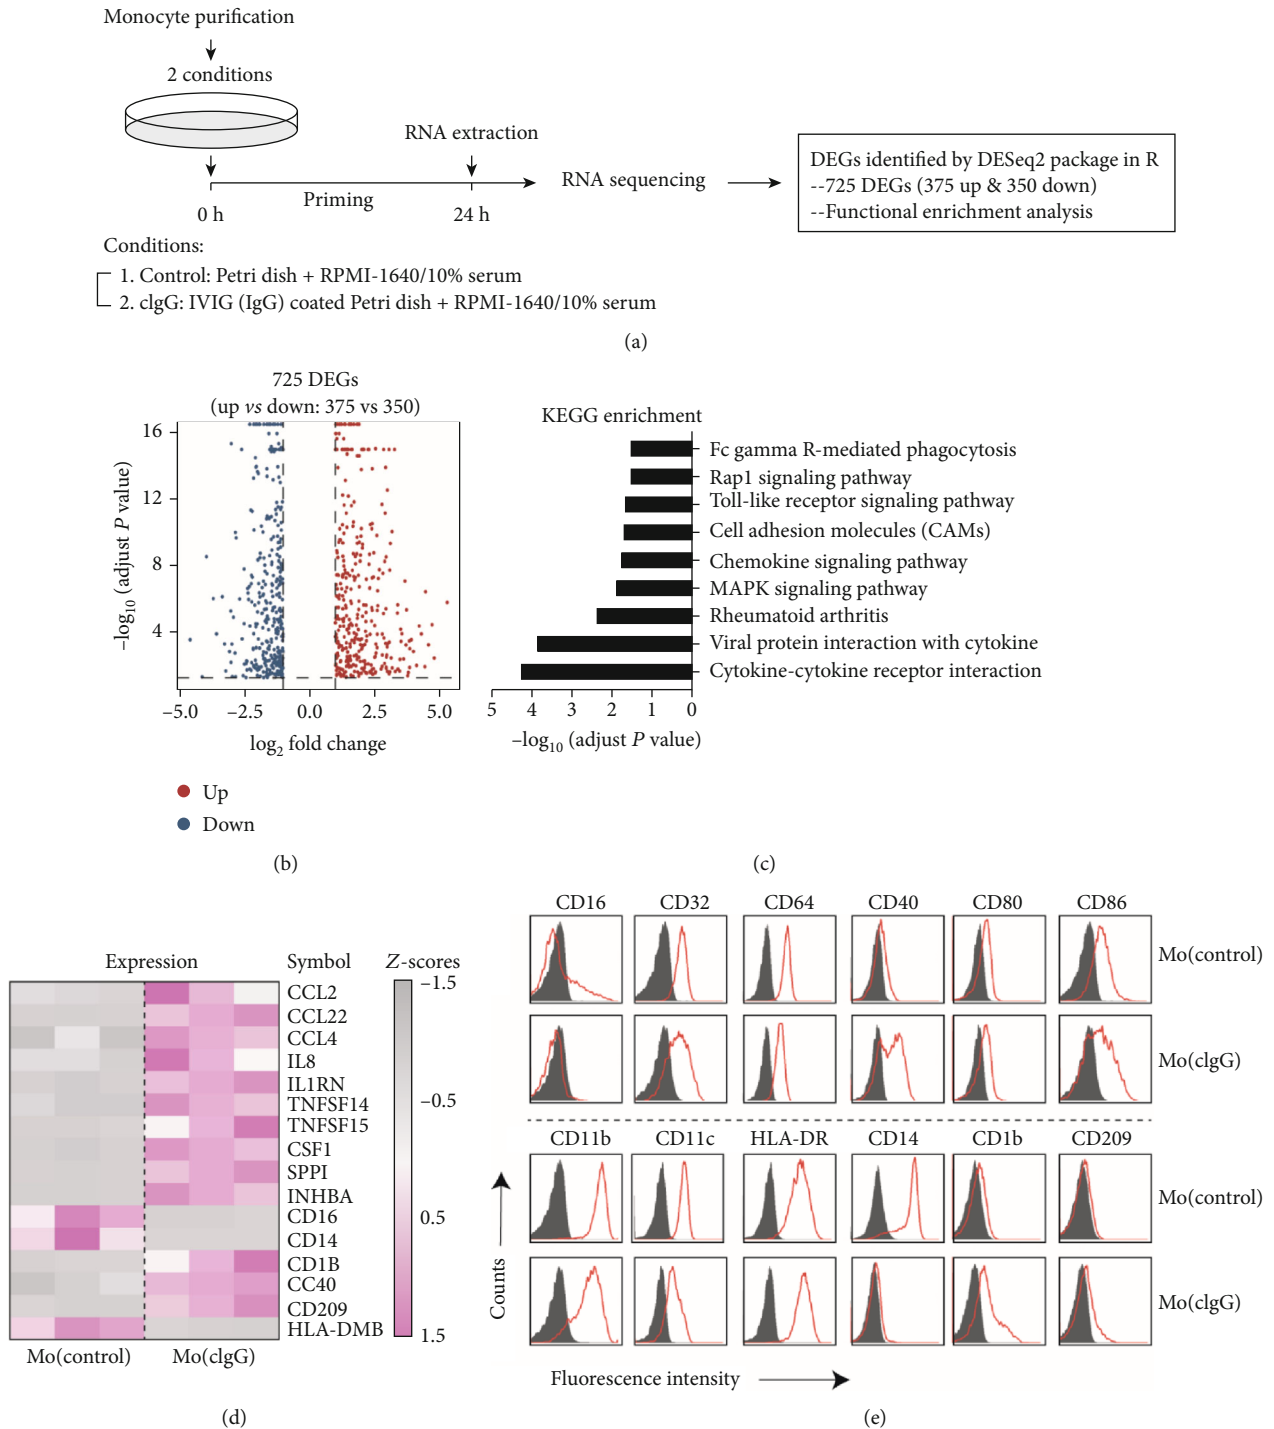 Monocyte purification
2 conditions
RNA extraction
Priming
0 h
24 h
RNA sequencing
DEGs identified by DESeq2 package in R
--725 DEGs (375 up & 350 down)
--Functional enrichment analysis
Conditions:
1. Control: Petri dish + RPMI-1640/10% serum
2. clgG: IVIG (IgG) coated Petri dish + RPMI-1640/10% serum
(a)
725 DEGs
(up vs down: 375 vs 350)
–log10 (adjust P value)
16
12
8
4
–5.0 –2.5 0.0 2.5 5.0
log2 fold change
Up
Down
(b)
KEGG enrichment
Fc gamma R-mediated phagocytosis
Rap1 signaling pathway
Toll-like receptor signaling pathway
Cell adhesion molecules (CAMs)
Chemokine signaling pathway
MAPK signaling pathway
Rheumatoid arthritis
Viral protein interaction with cytokine
Cytokine-cytokine receptor interaction
5 4 3 2 1 0
–log10 (adjust P value)
(c)
Expression Symbol Z-scores
CCL2
CCL22
CCL4
IL8
IL1RN
TNFSF14
TNFSF15
CSF1
SPPI
INHBA
CD16
CD14
CD1B
CC40
CD209
HLA-DMB
–1.5
–0.5
0.5
1.5
Mo(control) Mo(clgG)
(d)
CD16 CD32 CD64 CD40 CD80 CD86
Mo(control)
Mo(clgG)
CD11b CD11c HLA-DR CD14 CD1b CD209
Mo(control)
Mo(clgG)
Counts
Fluorescence intensity
(e)